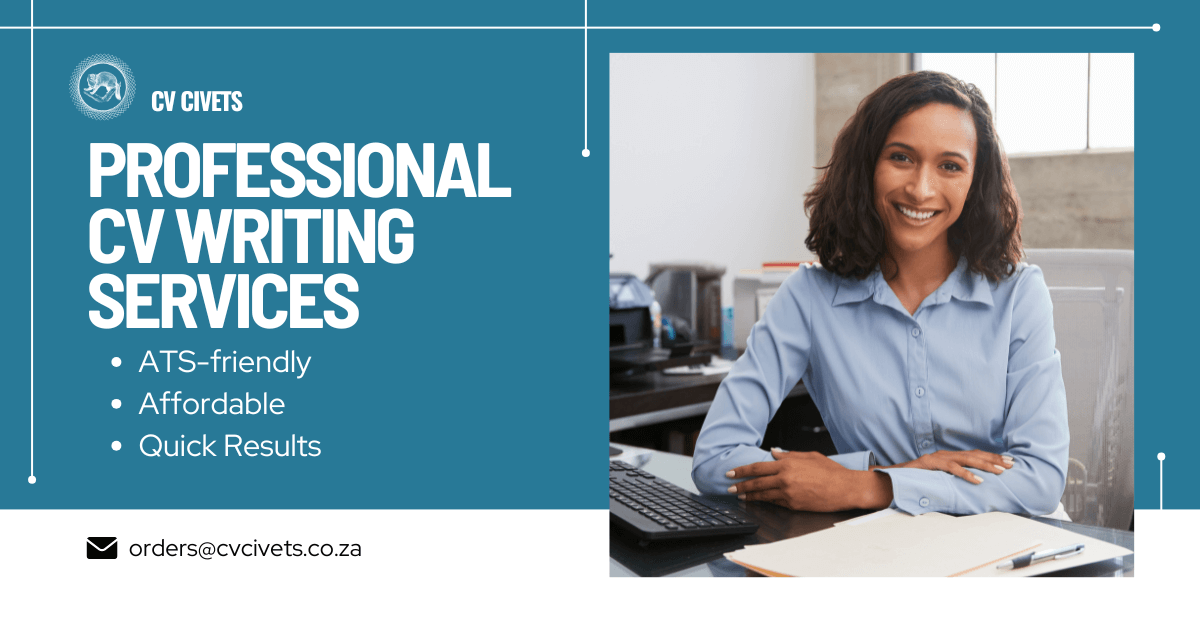 CV CIVETS
PROFESSIONAL
CV WRITING
SERVICES
• ATS-friendly
• Affordable
• Quick Results
orders@cvcivets.co.za